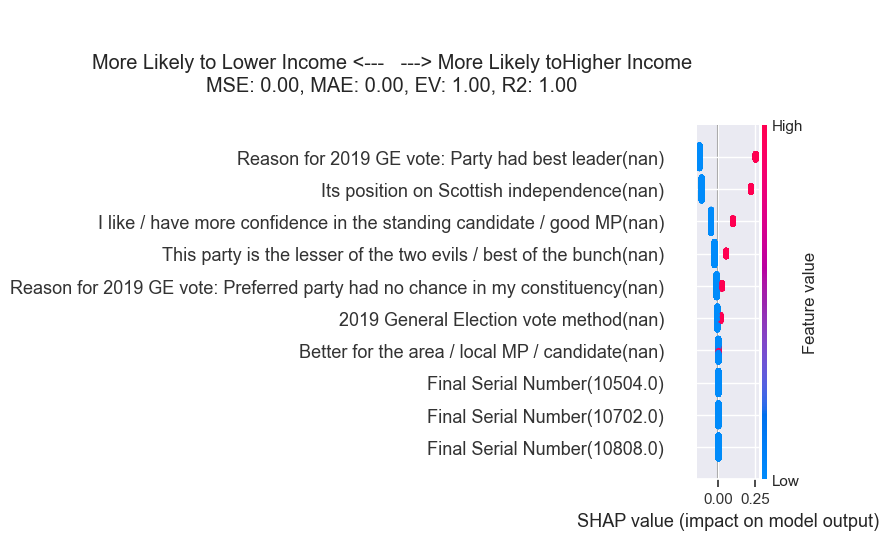 More Likely to Lower Income <---   ---> More Likely toHigher Income
MSE: 0.00, MAE: 0.00, EV: 1.00, R2: 1.00
High
Reason for 2019 GE vote: Party had best leader(nan)
Its position on Scottish independence(nan)
I like / have more confidence in the standing candidate / good MP(nan)
This party is the lesser of the two evils / best of the bunch(nan)
Reason for 2019 GE vote: Preferred party had no chance in my constituency(nan)
2019 General Election vote method(nan)
Better for the area / local MP / candidate(nan)
Final Serial Number(10504.0)
Final Serial Number(10702.0)
Final Serial Number(10808.0)
Feature value
Low
0.00 0.25
SHAP value (impact on model output)